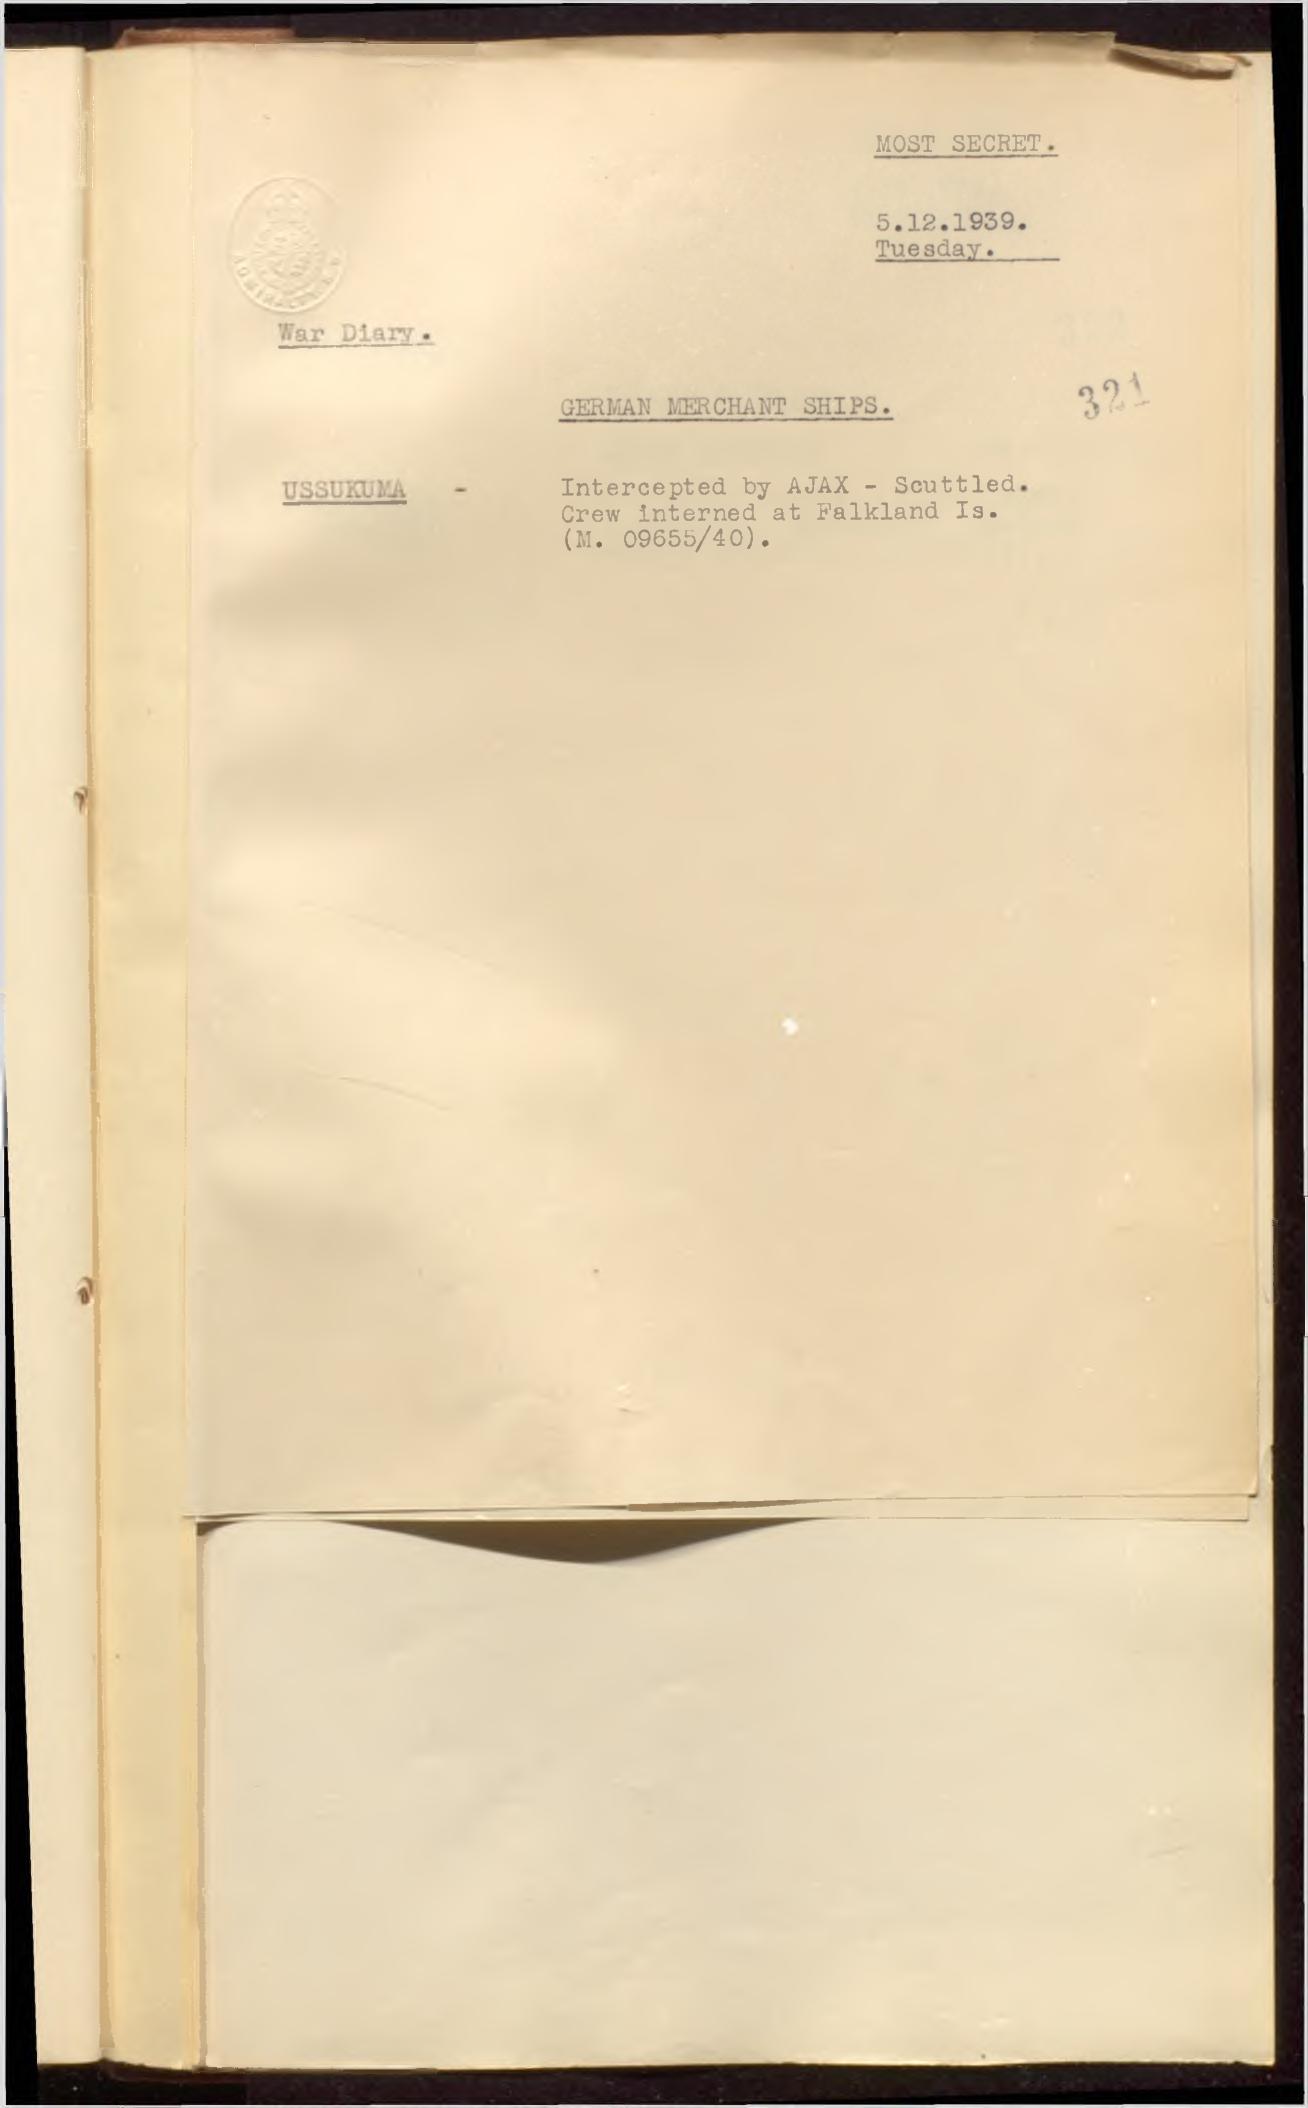 MOST SECRET.
5.12.1939.
Tuesday.
ADMIRALTY S.O.
War Diary.
321
GERMAN MERCHANT SHIPS.
USSUKUMA - Intercepted by AJAX - Scuttled.
Crew interned at Falkland Is.
(M. 09655/40).